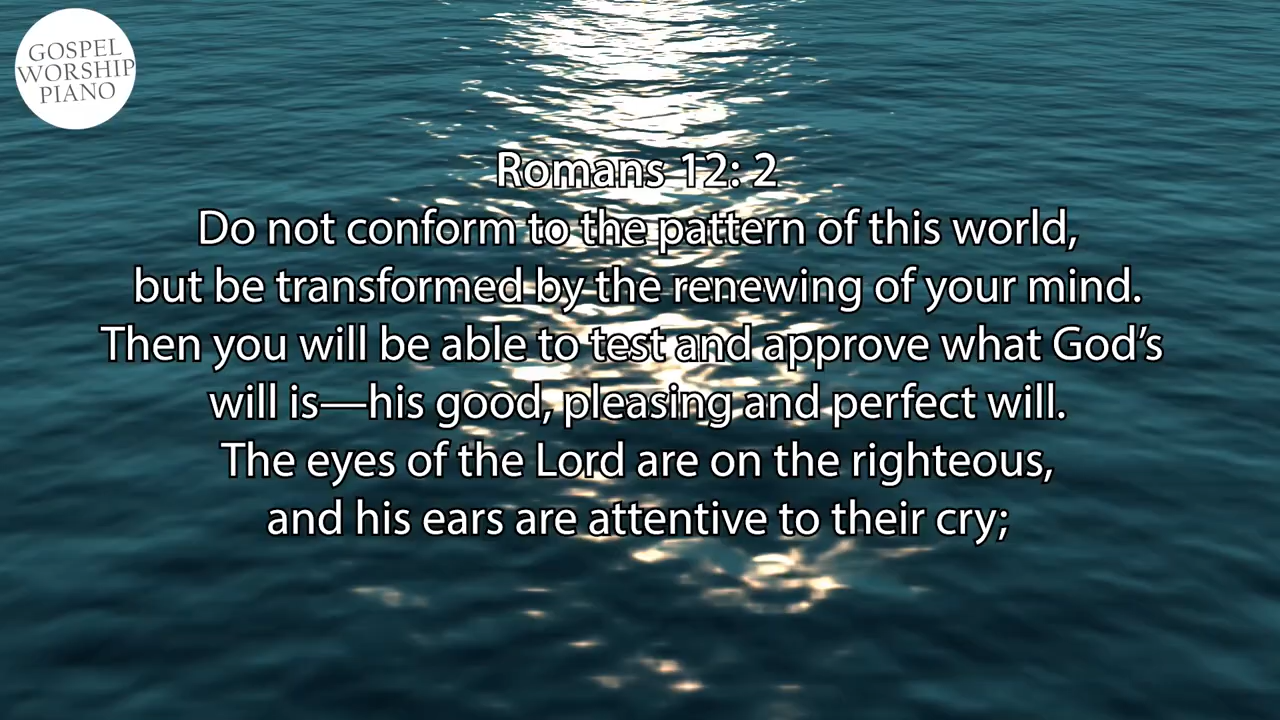 GOSPEL
WORSHIP
PIANO
Romans 12: 2
Do not conform to the pattern of this world,
but be transformed by the renewing of your mind.
Then you will be able to test and approve what God’s
will is—his good, pleasing and perfect will.
The eyes of the Lord are on the righteous,
and his ears are attentive to their cry;